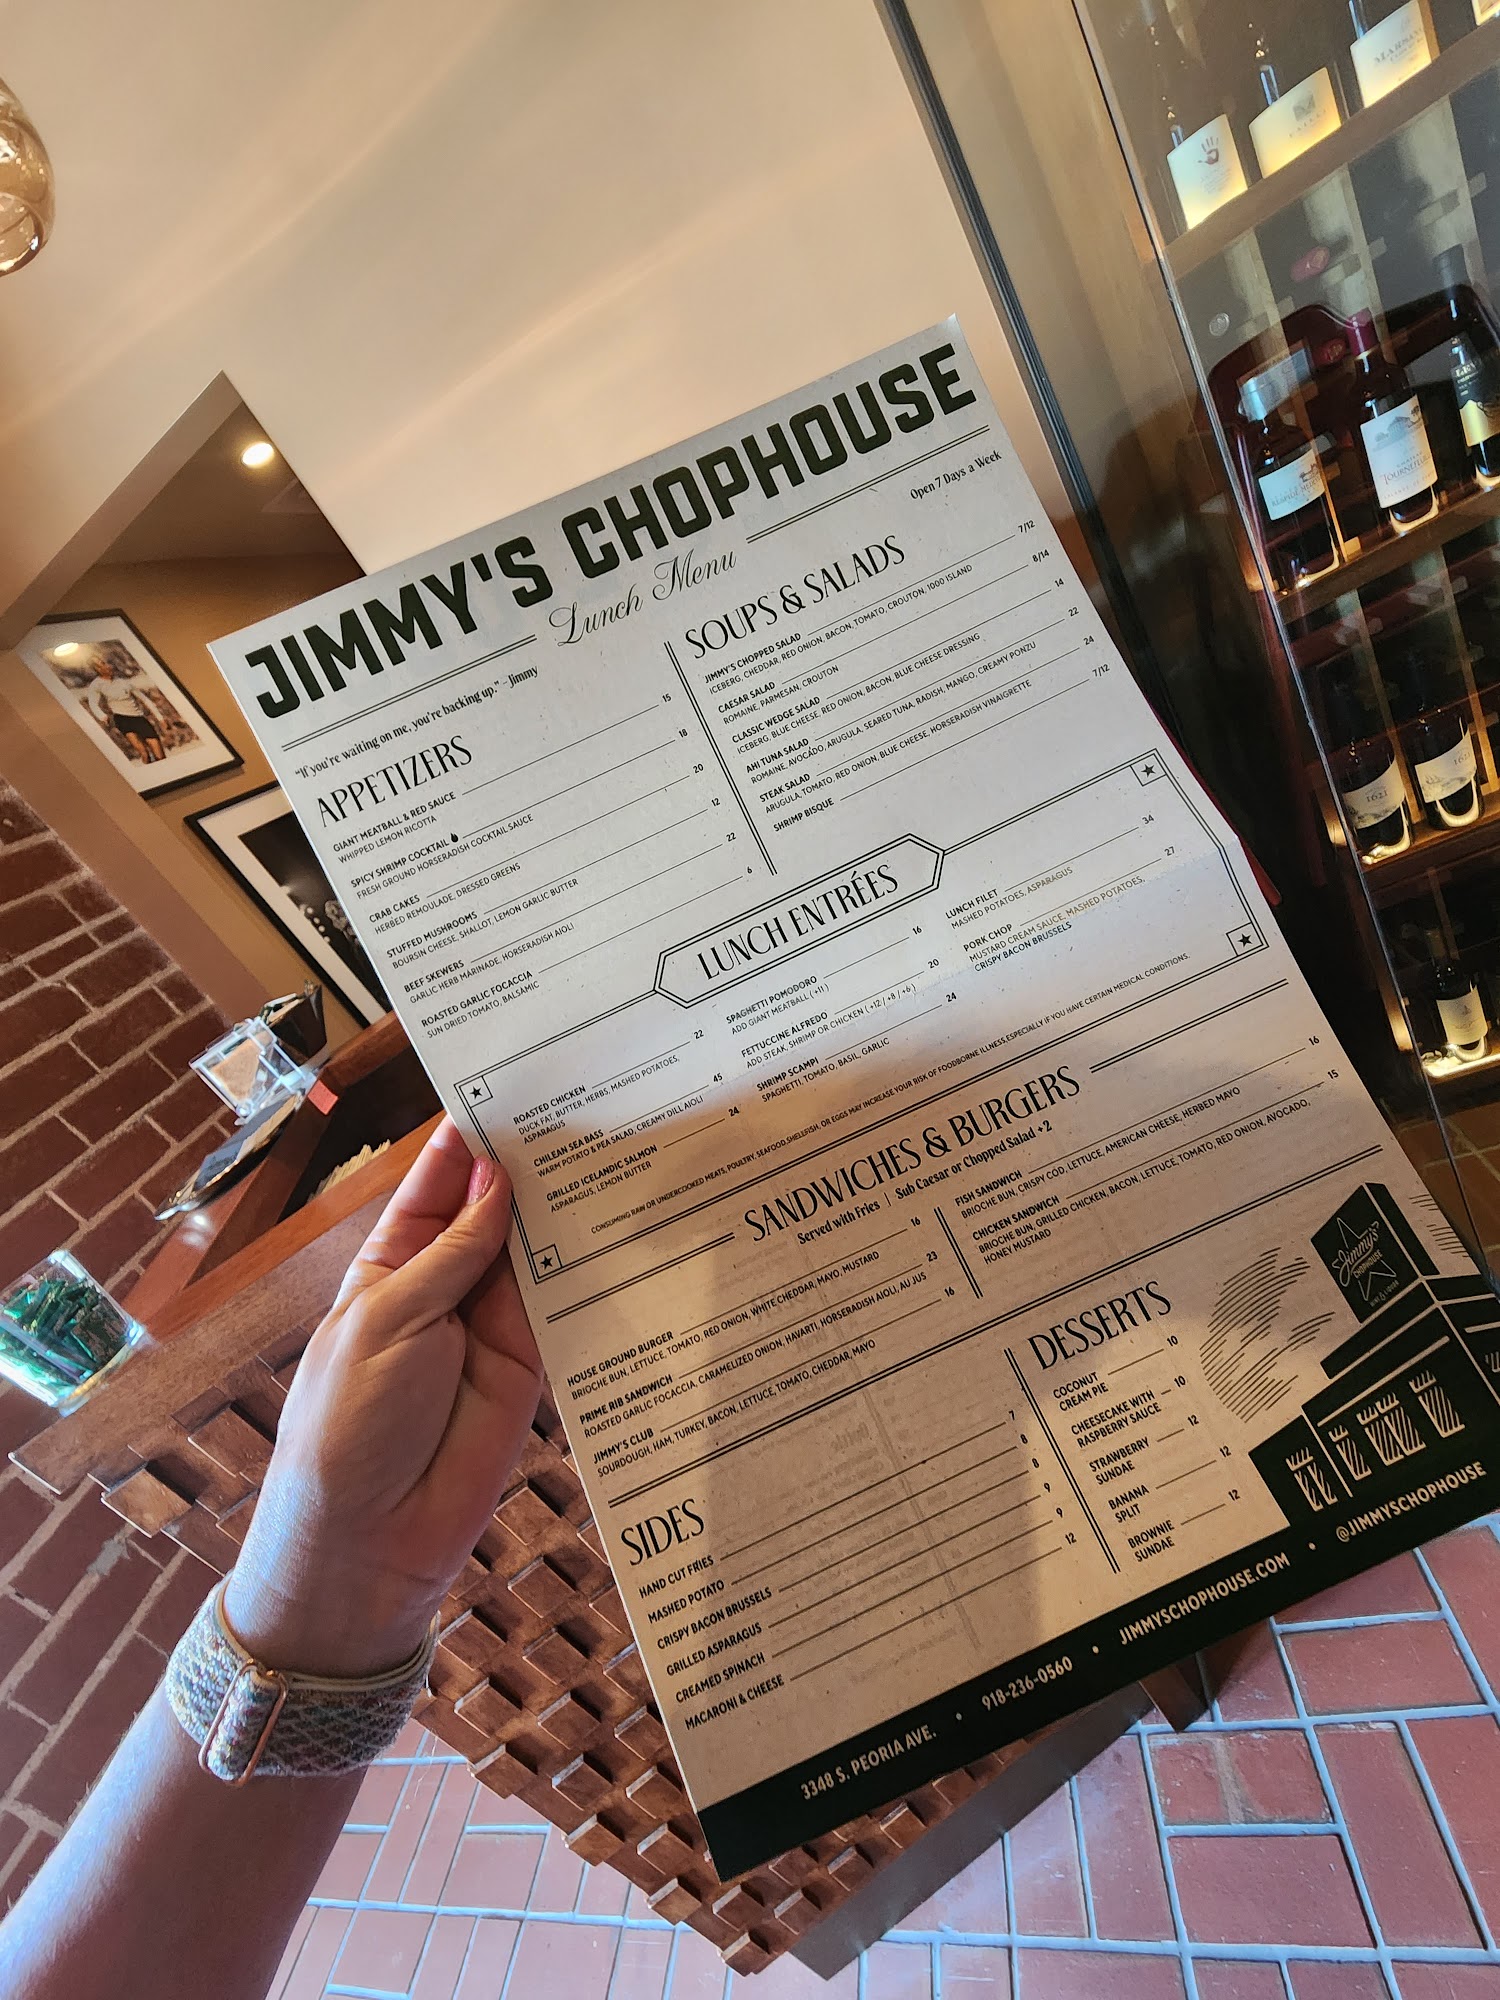 JIMMY'S CHOPHOUSE
Lunch Menu
Open 7 Days a Week
"If you're waiting on me, you're backing up." - Jimmy
APPETIZERS
GIANT MEATBALL & RED SAUCE 15
WHIPPED LEMON RICOTTA
SPICY SHRIMP COCKTAIL 18
FRESH GROUND HORSERADISH COCKTAIL SAUCE
CRAB CAKES 20
HERBED REMOULADE, DRESSED GREENS
STUFFED MUSHROOMS 12
BOURSIN CHEESE, SHALLOT, LEMON GARLIC BUTTER
BEEF SKEWERS 22
GARLIC HERB MARINADE, HORSERADISH AIOLI
ROASTED GARLIC FOCACCIA 6
SUN DRIED TOMATO, BALSAMIC
SOUPS & SALADS
JIMMY'S CHOPPED SALAD 7/12
ICEBERG, CHEDDAR, RED ONION, BACON, TOMATO, CROUTON, 1000 ISLAND
CAESAR SALAD 8/14
ROMAINE, PARMESAN, CROUTON
CLASSIC WEDGE SALAD 14
ICEBERG, BLUE CHEESE, RED ONION, BACON, BLUE CHEESE DRESSING
AHI TUNA SALAD 22
ROMAINE, AVOCADO, ARUGULA, SEARED TUNA, RADISH, MANGO, CREAMY PONZU
STEAK SALAD 24
ARUGULA, TOMATO, RED ONION, BLUE CHEESE, HORSERADISH VINAIGRETTE
SHRIMP BISQUE 7/12
LUNCH ENTRÉES
ROASTED CHICKEN 22
DUCK FAT, BUTTER, HERBS, MASHED POTATOES,
ASPARAGUS
CHILEAN SEA BASS 45
WARM POTATO & PEA SALAD, CREAMY DILL AIOLI
GRILLED ICELANDIC SALMON 24
ASPARAGUS, LEMON BUTTER
SPAGHETTI POMODORO 16
ADD GIANT MEATBALL (+11)
FETTUCCINE ALFREDO 20
ADD STEAK, SHRIMP OR CHICKEN (+12 / +8 / +6)
SHRIMP SCAMPI 24
SPAGHETTI, TOMATO, BASIL, GARLIC
LUNCH FILET 34
MASHED POTATOES, ASPARAGUS
PORK CHOP 27
MUSTARD CREAM SAUCE, MASHED POTATOES,
CRISPY BACON BRUSSELS
CONSUMING RAW OR UNDERCOOKED MEATS, POULTRY, SEAFOOD, SHELLFISH, OR EGGS MAY INCREASE YOUR RISK OF FOODBORNE ILLNESS, ESPECIALLY IF YOU HAVE CERTAIN MEDICAL CONDITIONS.
SANDWICHES & BURGERS
Served with Fries | Sub Caesar or Chopped Salad +2
HOUSE GROUND BURGER 16
BRIOCHE BUN, LETTUCE, TOMATO, RED ONION, WHITE CHEDDAR, MAYO, MUSTARD
PRIME RIB SANDWICH 23
ROASTED GARLIC FOCACCIA, CARAMELIZED ONION, HAVARTI, HORSERADISH AIOLI, AU JUS
JIMMY'S CLUB 16
SOURDOUGH, HAM, TURKEY, BACON, LETTUCE, TOMATO, CHEDDAR, MAYO
FISH SANDWICH 16
BRIOCHE BUN, CRISPY COD, LETTUCE, AMERICAN CHEESE, HERBED MAYO
CHICKEN SANDWICH 15
BRIOCHE BUN, GRILLED CHICKEN, BACON, LETTUCE, TOMATO, RED ONION, AVOCADO,
HONEY MUSTARD
SIDES
HAND CUT FRIES 7
MASHED POTATO 8
CRISPY BACON BRUSSELS 8
GRILLED ASPARAGUS 9
CREAMED SPINACH 9
MACARONI & CHEESE 12
DESSERTS
COCONUT
CREAM PIE 10
CHEESECAKE WITH
RASPBERRY SAUCE 10
STRAWBERRY
SUNDAE 12
BANANA
SPLIT 12
BROWNIE
SUNDAE 12
Jimmy's
CHOPHOUSE
3348 S. PEORIA AVE. • 918-236-0560 • JIMMYSCHOPHOUSE.COM • @JIMMYSCHOPHOUSE
1621